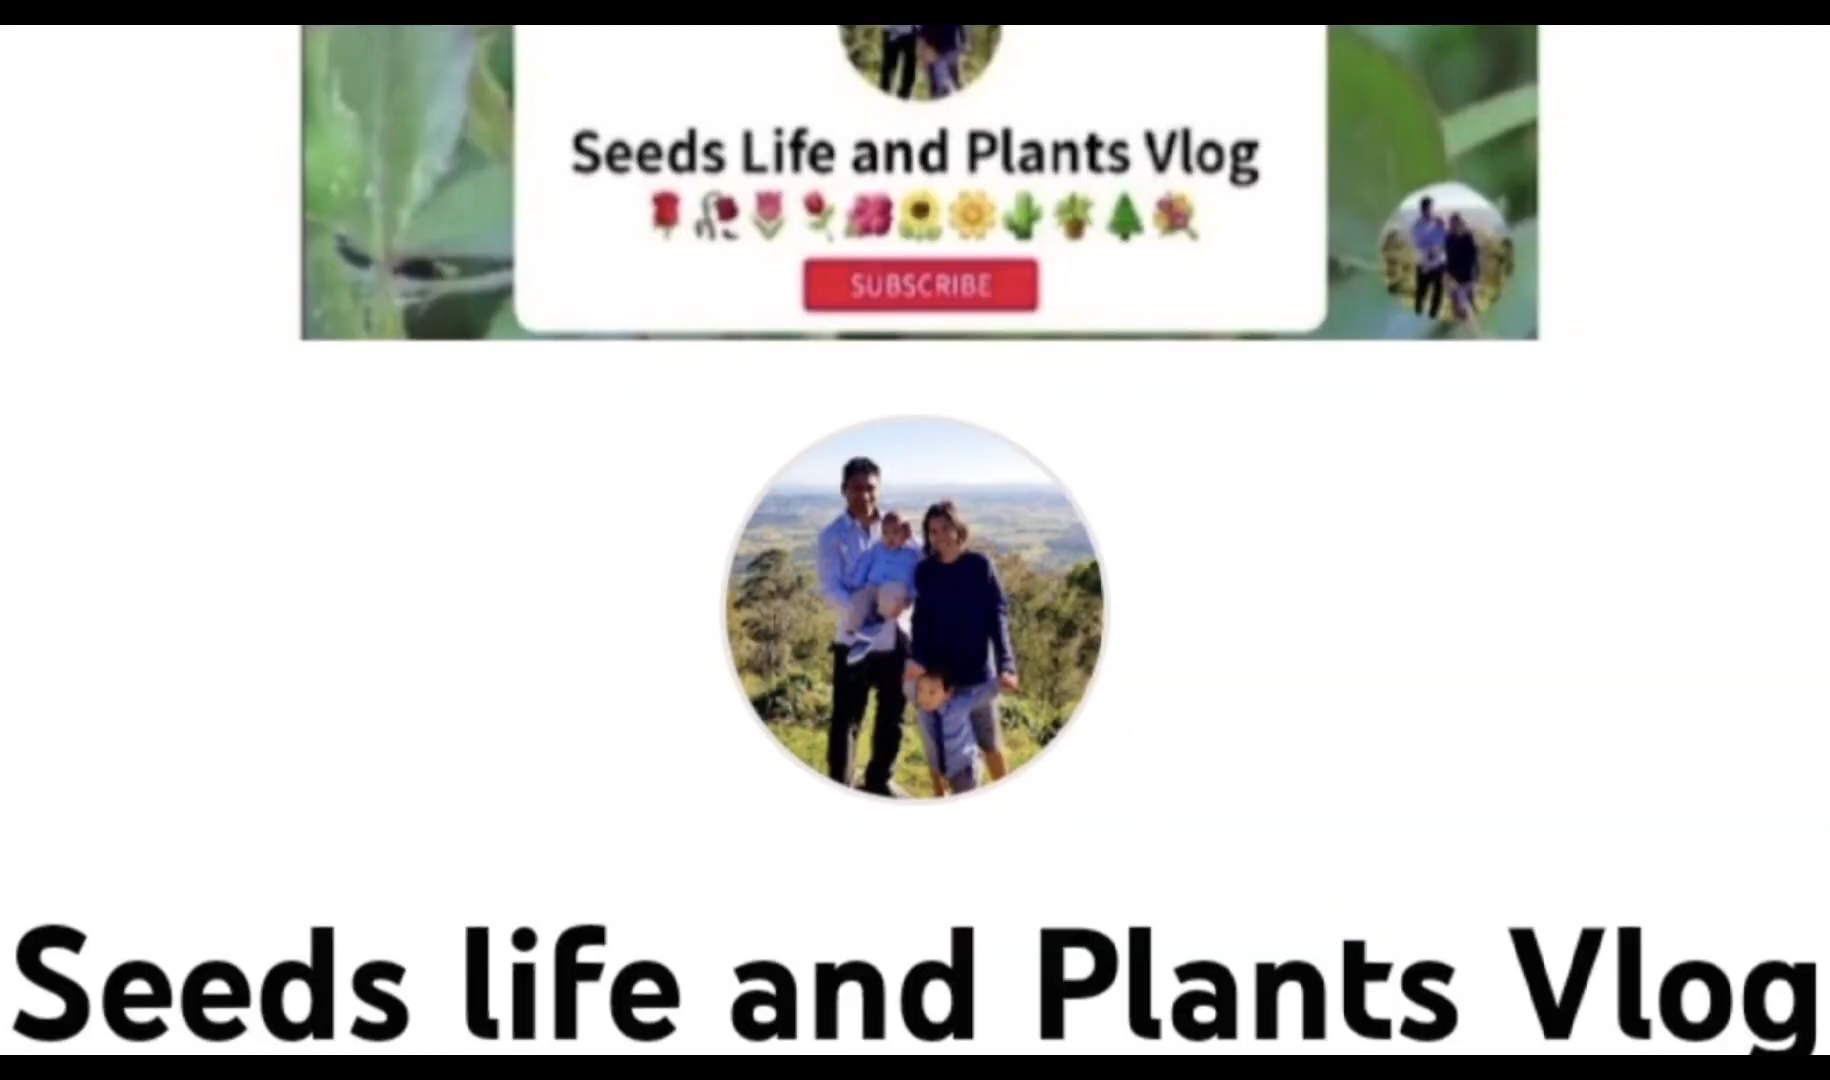 Seeds Life and Plants Vlog
🌹🥀🌷🌹🌺🌻🌼🌵🪴🌲💐
SUBSCRIBE
Seeds life and Plants Vlog